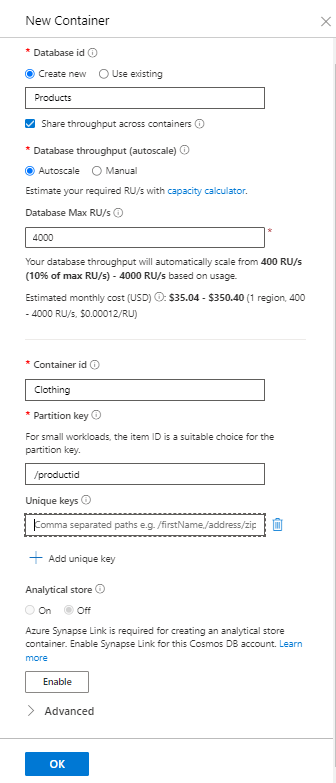 New Container
* Database id
Create new Use existing
Products
Share throughput across containers
* Database throughput (autoscale)
Autoscale Manual
Estimate your required RU/s with capacity calculator.
Database Max RU/s
4000 *
Your database throughput will automatically scale from 400 RU/s
(10% of max RU/s) - 4000 RU/s based on usage.
Estimated monthly cost (USD) : $35.04 - $350.40 (1 region, 400
- 4000 RU/s, $0.00012/RU)
* Container id
Clothing
* Partition key
For small workloads, the item ID is a suitable choice for the
partition key.
/productid
Unique keys
Comma separated paths e.g. /firstName,/address/zip
Add unique key
Analytical store
On Off
Azure Synapse Link is required for creating an analytical store
container. Enable Synapse Link for this Cosmos DB account. Learn
more
Enable
Advanced
OK